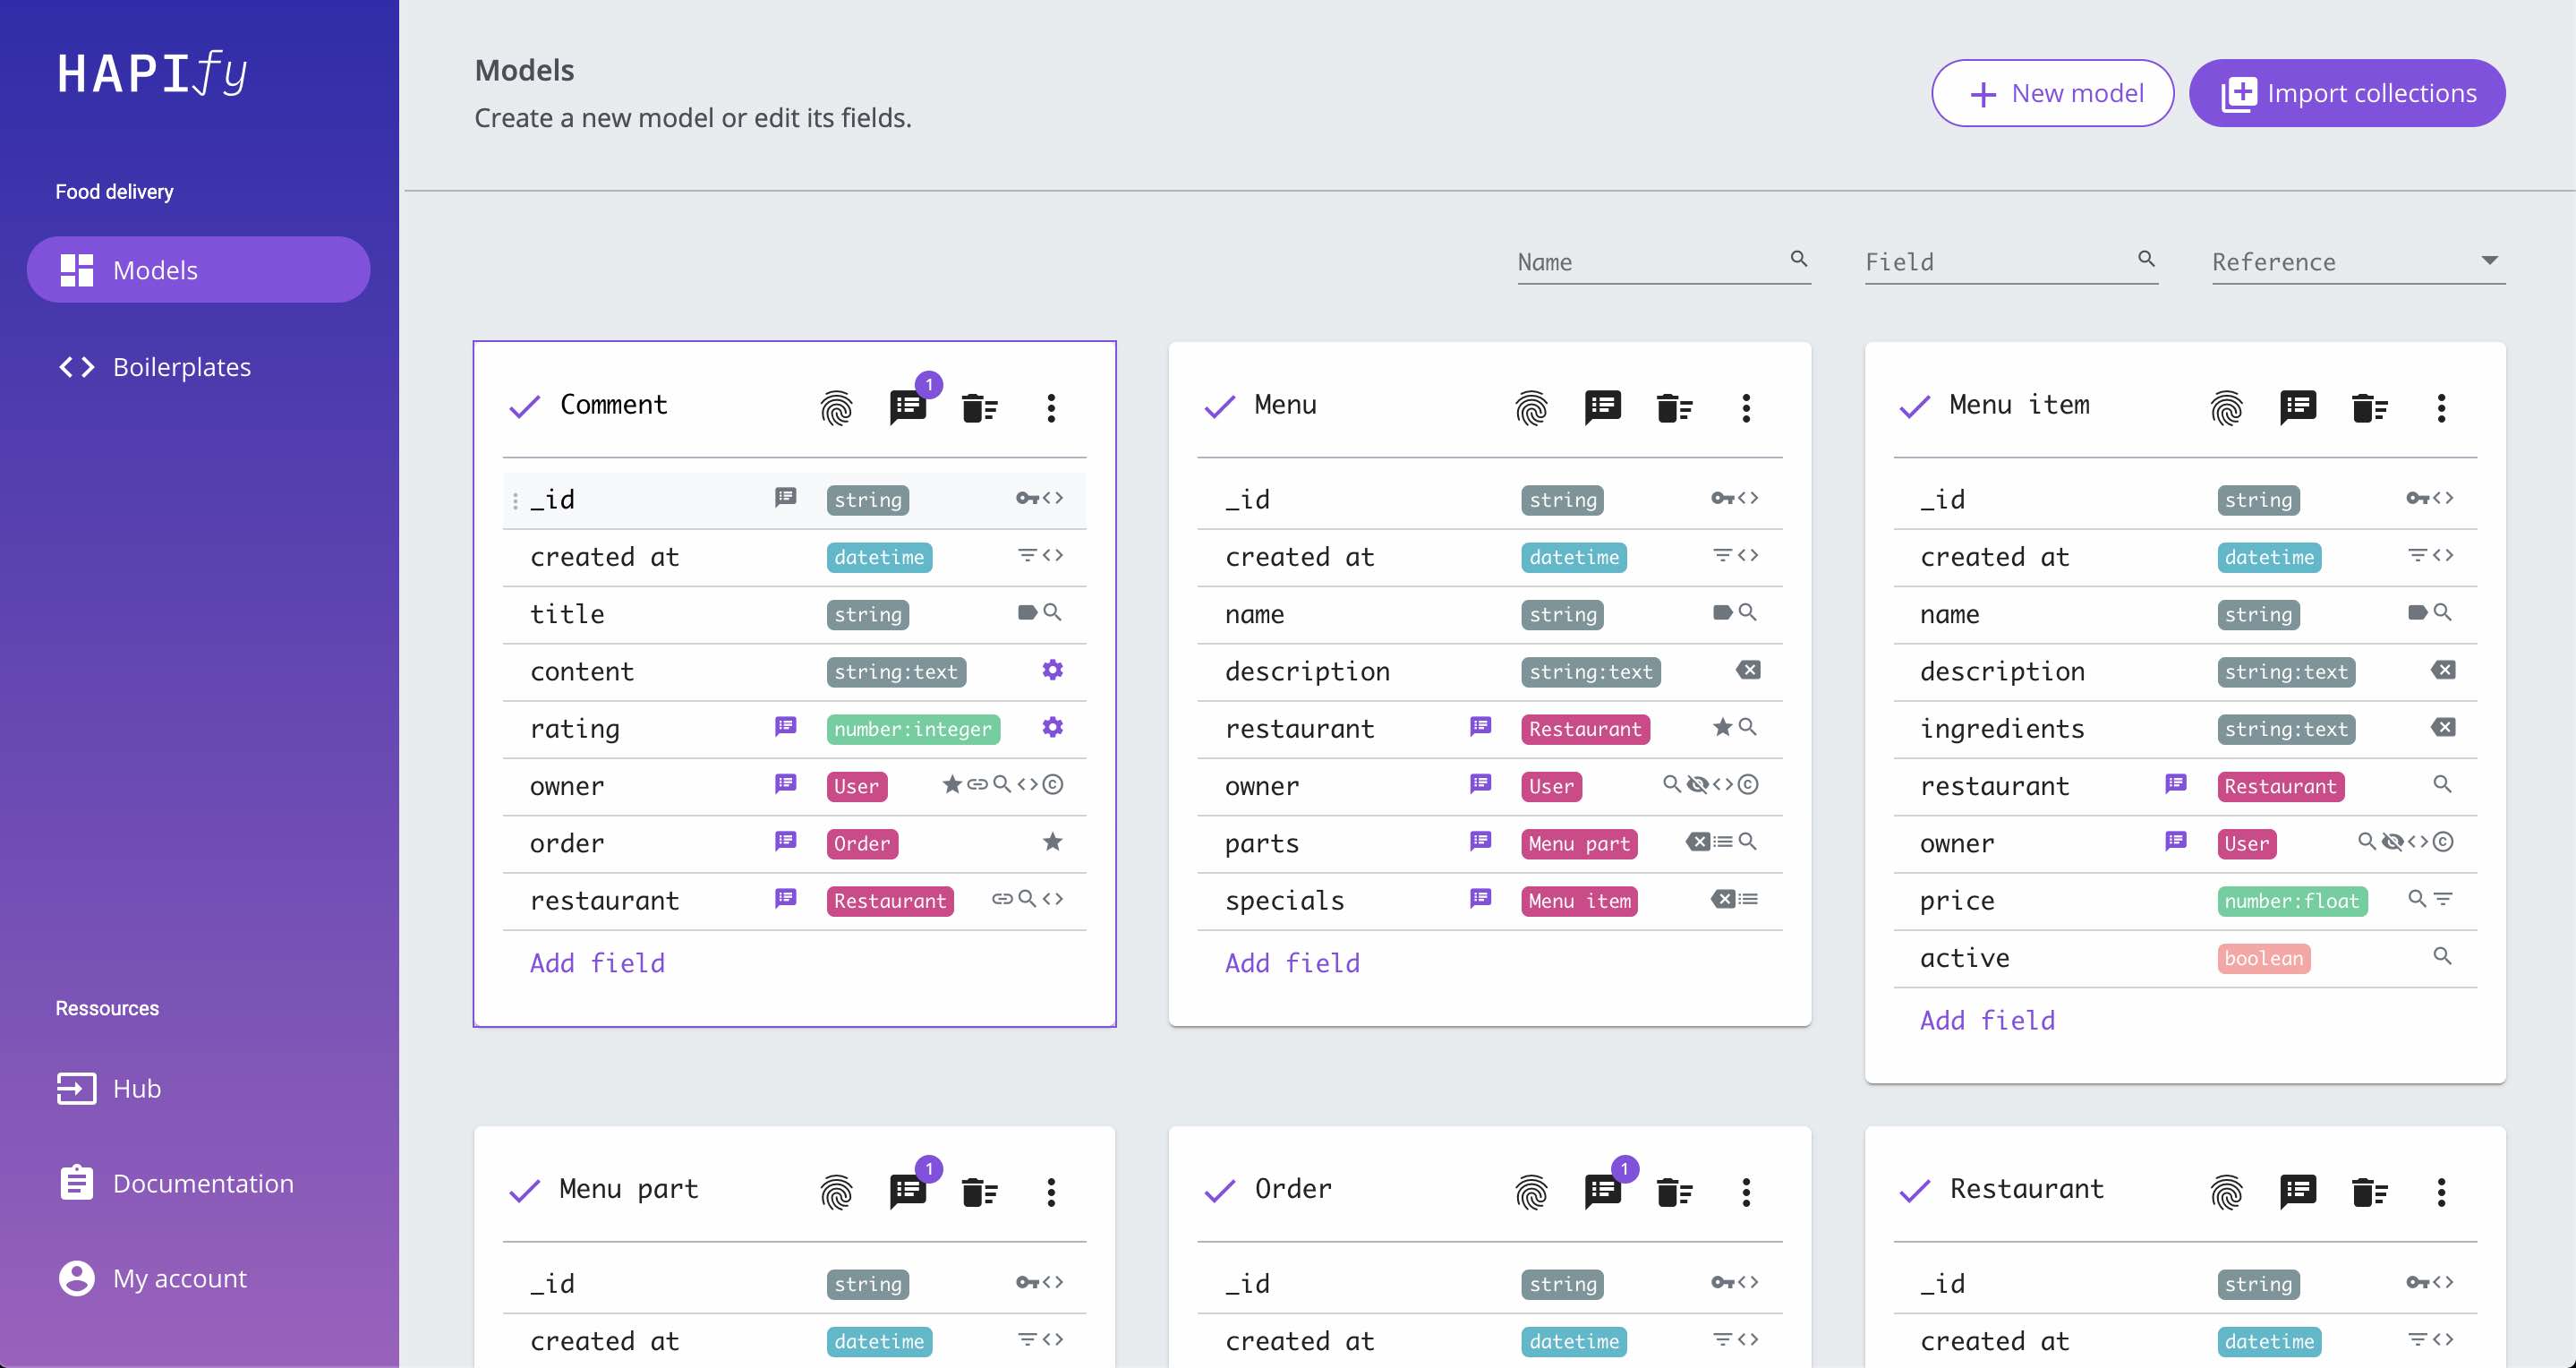 HAPIfy
Food delivery
Models
Boilerplates
Ressources
Hub
Documentation
My account
Models
Create a new model or edit its fields.
New model
Import collections
Name
Field
Reference
Comment 1
_id string
created at datetime
title string
content string:text
rating number:integer
owner User ©
order Order
restaurant Restaurant
Add field
Menu
_id string
created at datetime
name string
description string:text
restaurant Restaurant
owner User ©
parts Menu part
specials Menu item
Add field
Menu item
_id string
created at datetime
name string
description string:text
ingredients string:text
restaurant Restaurant
owner User ©
price number:float
active boolean
Add field
Menu part 1
_id string
created at datetime
Order 1
_id string
created at datetime
Restaurant
_id string
created at datetime